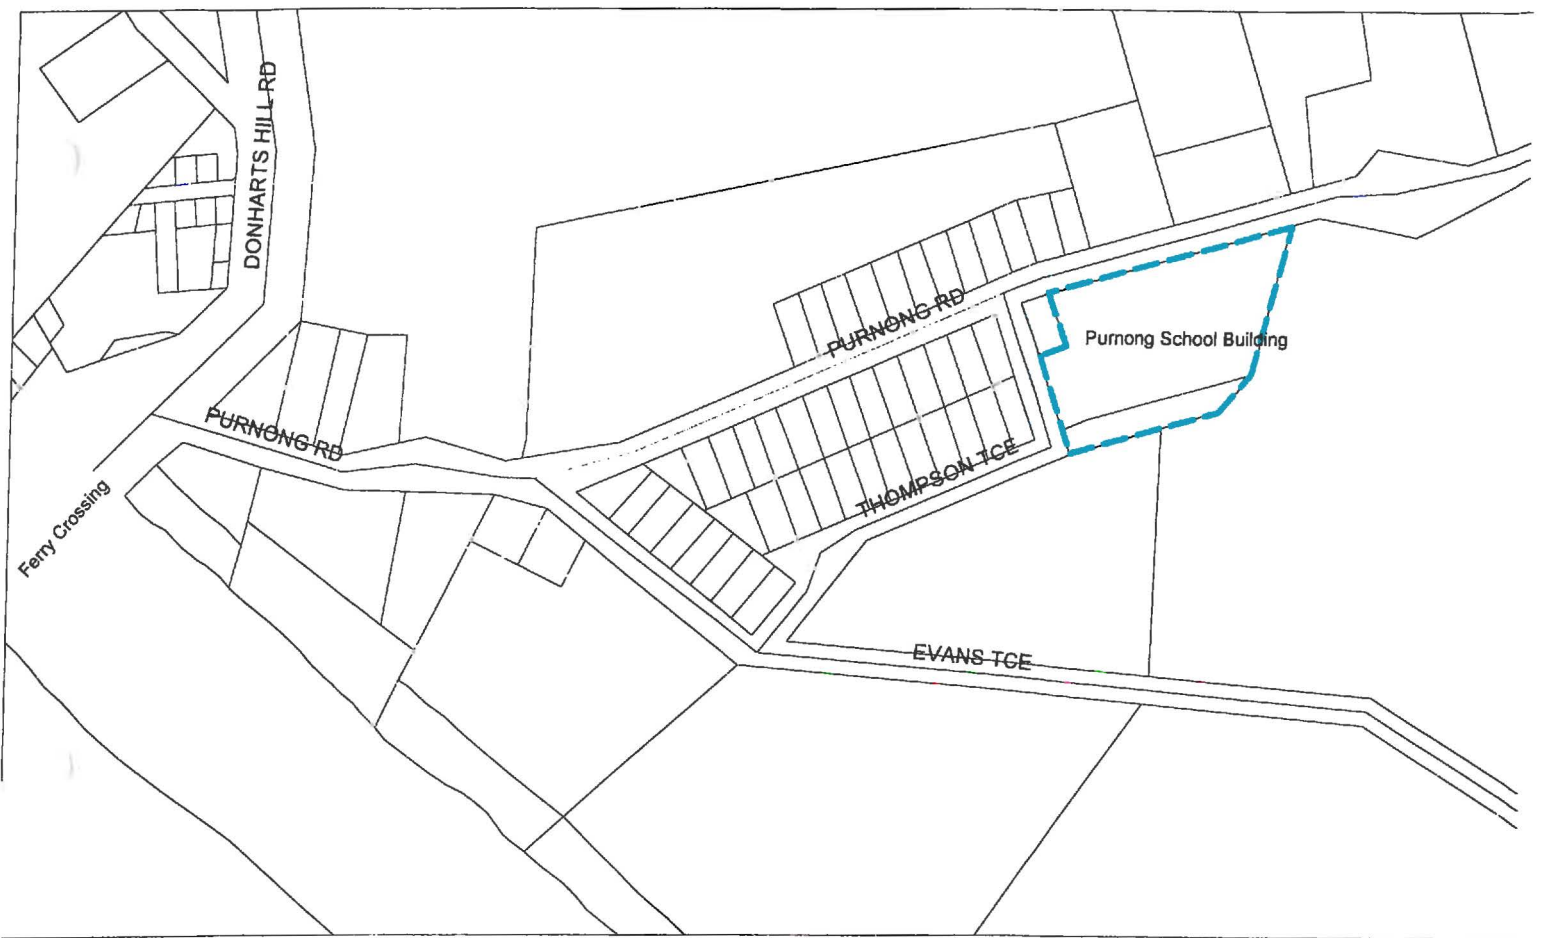 DONHARTS HILL RD
PURNONG RD
Purnong School Building
PURNONG RD
THOMPSON TCE
Ferry Crossing
EVANS TCE